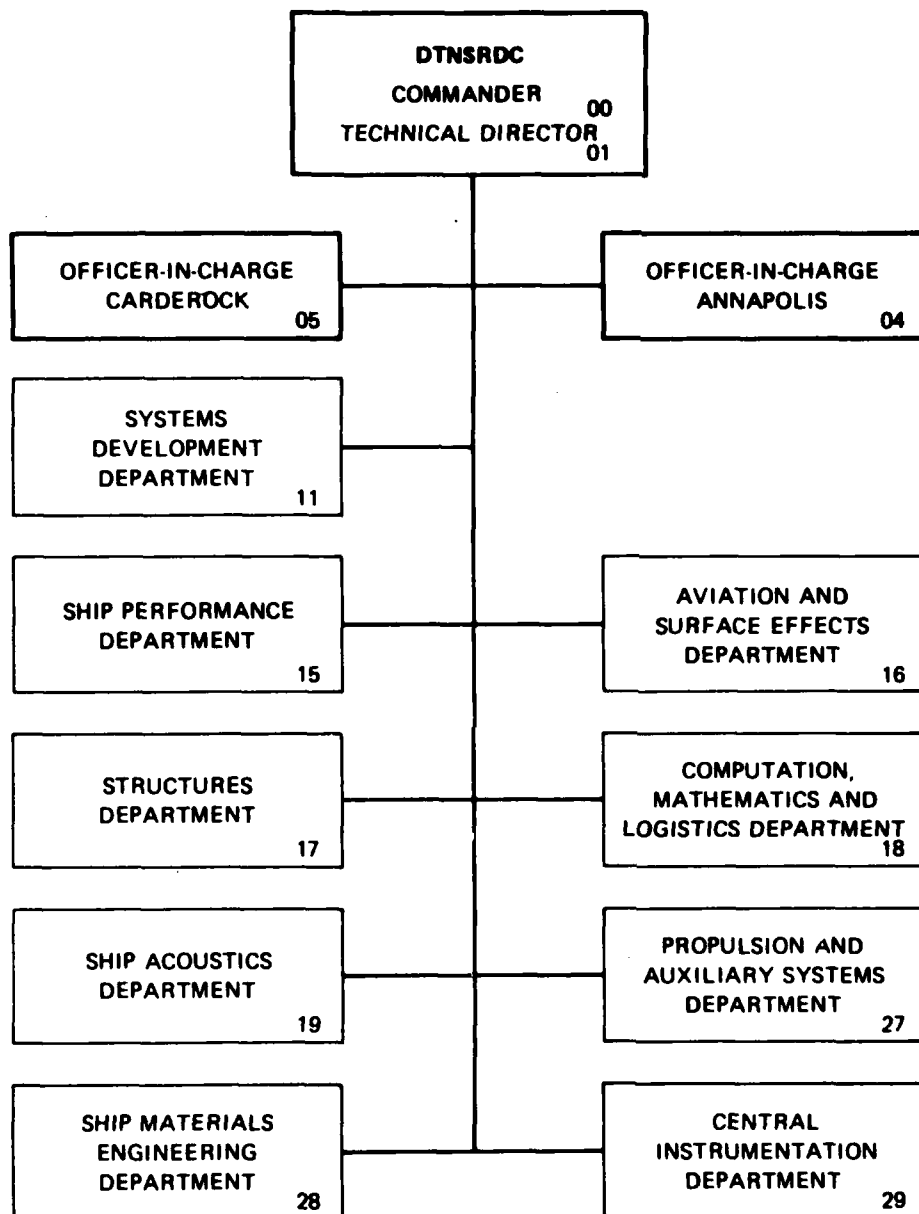 DTNSRDC
COMMANDER 00
TECHNICAL DIRECTOR 01
OFFICER-IN-CHARGE
CARDEROCK
05
OFFICER-IN-CHARGE
ANNAPOLIS
04
SYSTEMS
DEVELOPMENT
DEPARTMENT
11
SHIP PERFORMANCE
DEPARTMENT
15
AVIATION AND
SURFACE EFFECTS
DEPARTMENT
16
STRUCTURES
DEPARTMENT
17
COMPUTATION,
MATHEMATICS AND
LOGISTICS DEPARTMENT
18
SHIP ACOUSTICS
DEPARTMENT
19
PROPULSION AND
AUXILIARY SYSTEMS
DEPARTMENT
27
SHIP MATERIALS
ENGINEERING
DEPARTMENT
28
CENTRAL
INSTRUMENTATION
DEPARTMENT
29